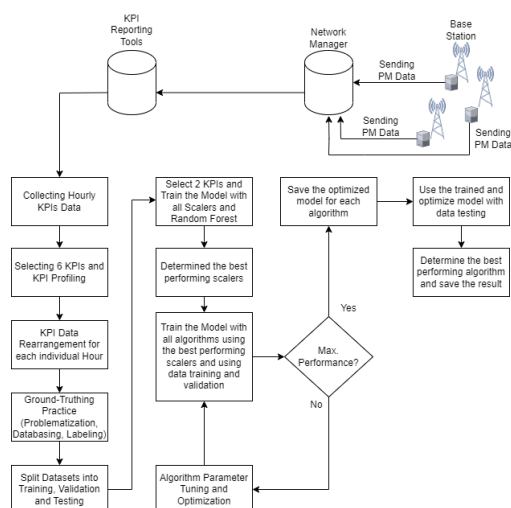 KPI
Reporting
Tools
Network
Manager
Base
Station
Sending
PM Data
Sending
PM Data
Sending
PM Data
Collecting Hourly
KPIs Data
Selecting 6 KPIs and
KPI Profiling
KPI Data
Rearrangement for
each individual Hour
Ground-Truthing
Practice
(Problematization,
Databasing, Labeling)
Split Datasets into
Training, Validation
and Testing
Select 2 KPIs and
Train the Model with
all Scalers and
Random Forest
Determined the best
performing scalers
Train the Model with
all algorithms using
the best performing
scalers and using
data training and
validation
Algorithm Parameter
Tuning and
Optimization
Max.
Performance?
Yes
No
Save the optimized
model for each
algorithm
Use the trained and
optimize model with
data testing
Determine the best
performing algorithm
and save the result